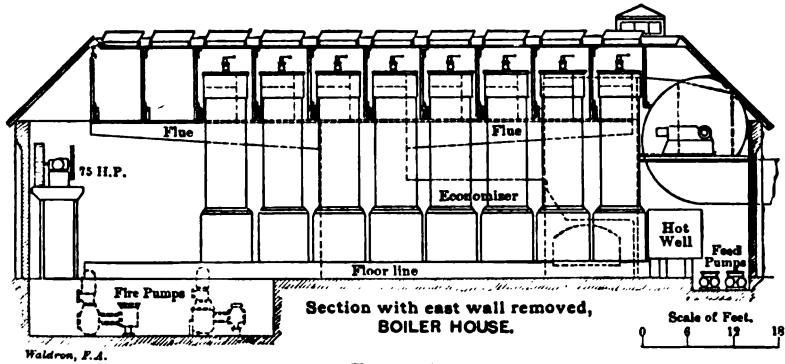 Flue
Flue
75 H.P.
Economizer
Hot
Well
Feed
Pumps
Floor line
Fire Pumps
Section with east wall removed,
BOILER HOUSE.
Scale of Feet.
0 6 12 18
Waldron, F.A.